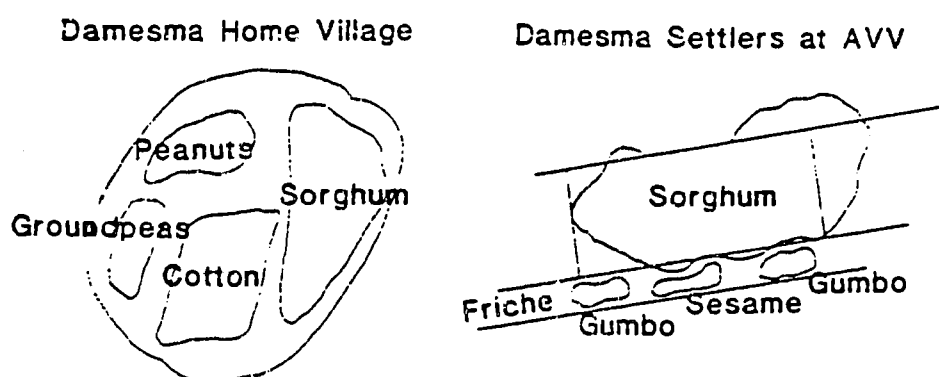 Damesma Home Village
Peanuts
Sorghum
Groundpeas
Cotton
Damesma Settlers at AVV
Sorghum
Friche
Gumbo
Sesame
Gumbo